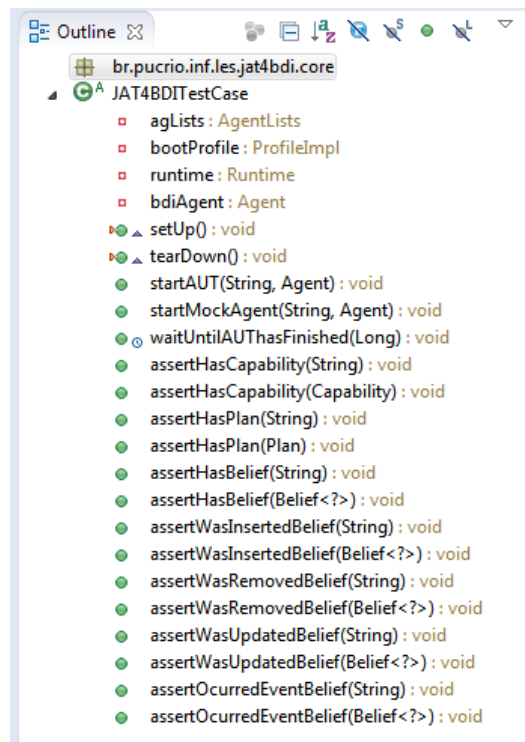 Outline
br.pucrio.inf.les.jat4bdi.core
JAT4BDITestCase
agLists : AgentLists
bootProfile : ProfileImpl
runtime : Runtime
bdiAgent : Agent
setUp() : void
tearDown() : void
startAUT(String, Agent) : void
startMockAgent(String, Agent) : void
waitUntilAUThasFinished(Long) : void
assertHasCapability(String) : void
assertHasCapability(Capability) : void
assertHasPlan(String) : void
assertHasPlan(Plan) : void
assertHasBelief(String) : void
assertHasBelief(Belief<?>) : void
assertWasInsertedBelief(String) : void
assertWasInsertedBelief(Belief<?>) : void
assertWasRemovedBelief(String) : void
assertWasRemovedBelief(Belief<?>) : void
assertWasUpdatedBelief(String) : void
assertWasUpdatedBelief(Belief<?>) : void
assertOcurredEventBelief(String) : void
assertOcurredEventBelief(Belief<?>) : void